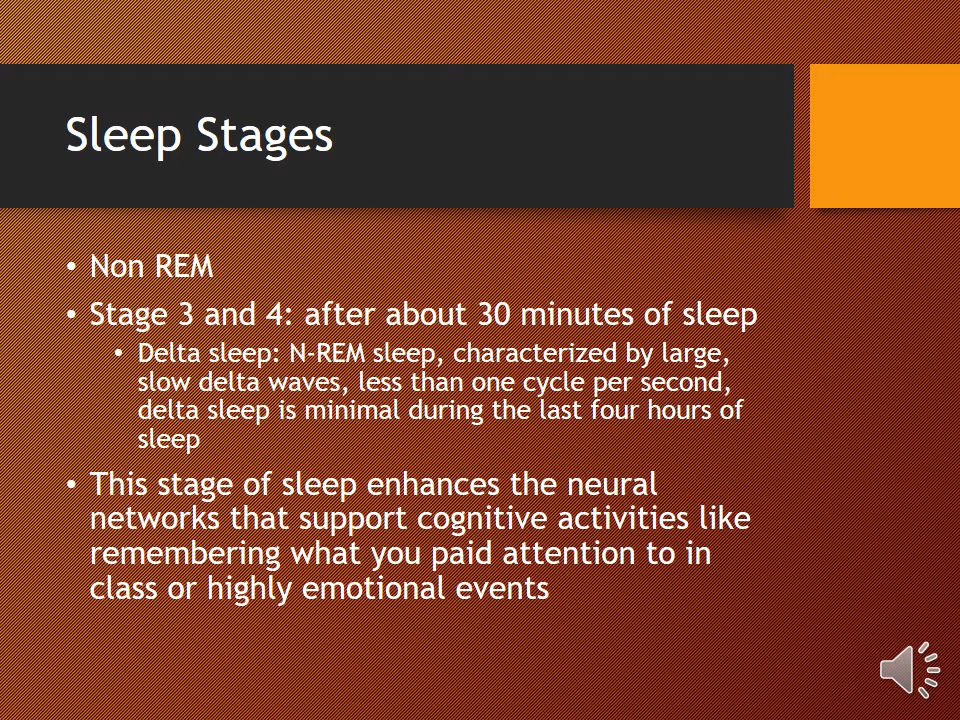 Sleep Stages
• Non REM
• Stage 3 and 4: after about 30 minutes of sleep
• Delta sleep: N-REM sleep, characterized by large,
slow delta waves, less than one cycle per second,
delta sleep is minimal during the last four hours of
sleep
• This stage of sleep enhances the neural
networks that support cognitive activities like
remembering what you paid attention to in
class or highly emotional events